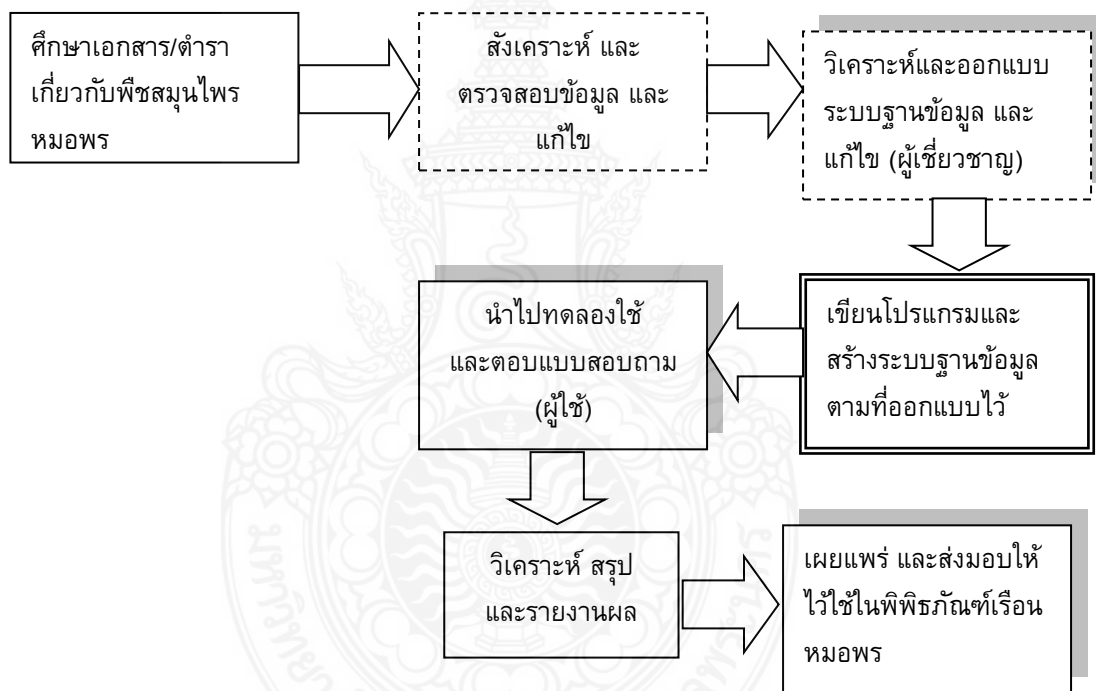 ศึกษาเอกสาร/ตำรา
เกี่ยวกับพืชสมุนไพร
หมอพร
สังเคราะห์ และ
ตรวจสอบข้อมูล และ
แก้ไข
วิเคราะห์และออกแบบ
ระบบฐานข้อมูล และ
แก้ไข (ผู้เชี่ยวชาญ)
เขียนโปรแกรมและ
สร้างระบบฐานข้อมูล
ตามที่ออกแบบไว้
นำไปทดลองใช้
และตอบแบบสอบถาม
(ผู้ใช้)
วิเคราะห์ สรุป
และรายงานผล
เผยแพร่ และส่งมอบให้
ไว้ใช้ในพิพิธภัณฑ์เรือน
หมอพร